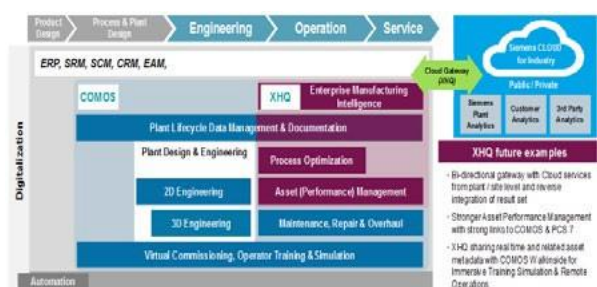 Product
Design
Process & Plant
Design
Engineering
Operation
Service
Digitalization
ERP, SRM, SCM, CRM, EAM,
COMOS
XHQ
Enterprise Manufacturing
Intelligence
Plant Lifecycle Data Management & Documentation
Plant Design & Engineering
Process Optimization
2D Engineering
Asset (Performance) Management
3D Engineering
Maintenance, Repair & Overhaul
Virtual Commissioning, Operator Training & Simulation
Automation
Cloud Gateway
(XHQ)
Siemens CLOUD
for Industry
Public / Private
Siemens
Plant
Analytics
Customer
Analytics
3rd Party
Analytics
XHQ future examples
• Bi-directional gateway with Cloud services
from plant / site level and reverse
integration of result set
• Stronger Asset Performance Management
with strong links to COMOS & PCS 7
• XHQ sharing real time and related asset
metadata with COMOS Walkinside for
Immersive Training Simulation & Remote
Operations